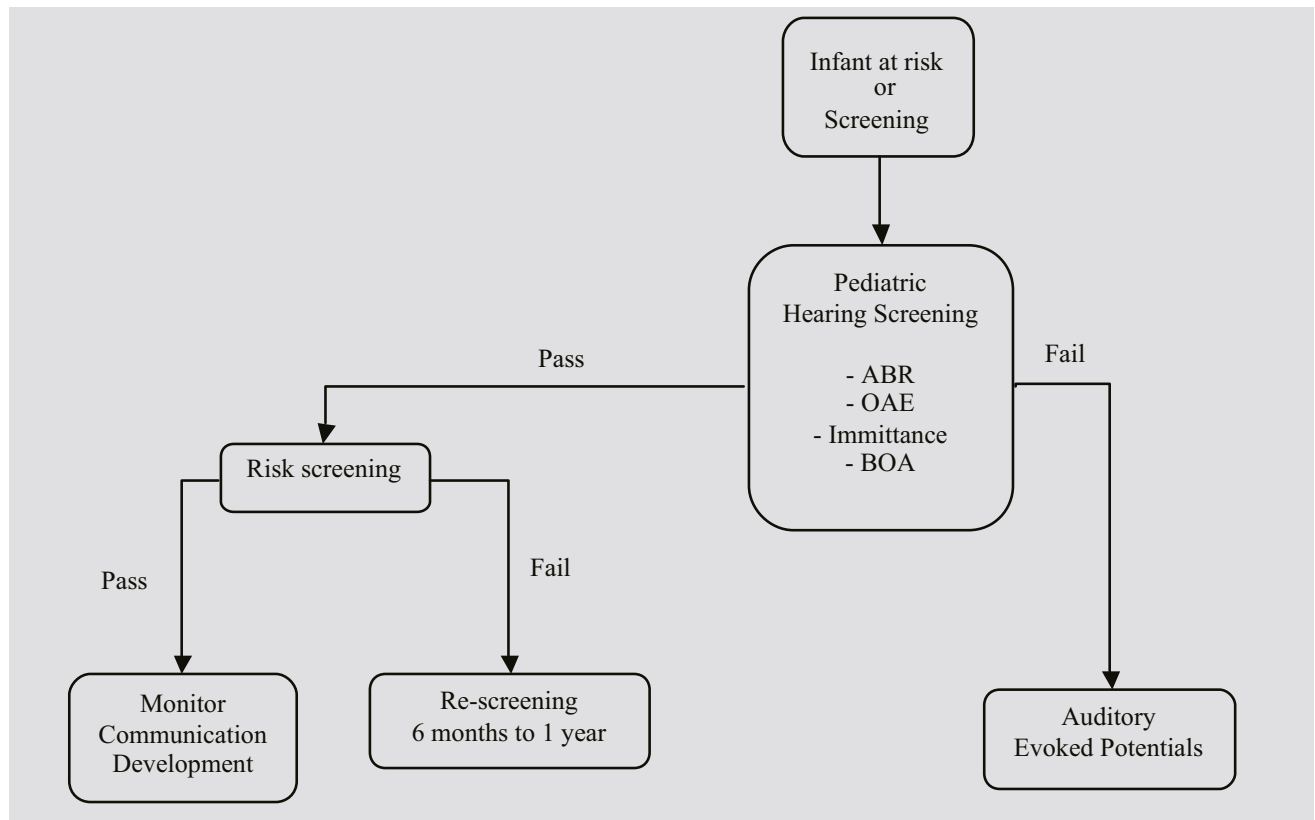 Infant at risk
or
Screening
Pediatric
Hearing Screening
- ABR
- OAE
- Immittance
- BOA
Pass
Fail
Risk screening
Pass
Fail
Monitor
Communication
Development
Re-screening
6 months to 1 year
Auditory
Evoked Potentials